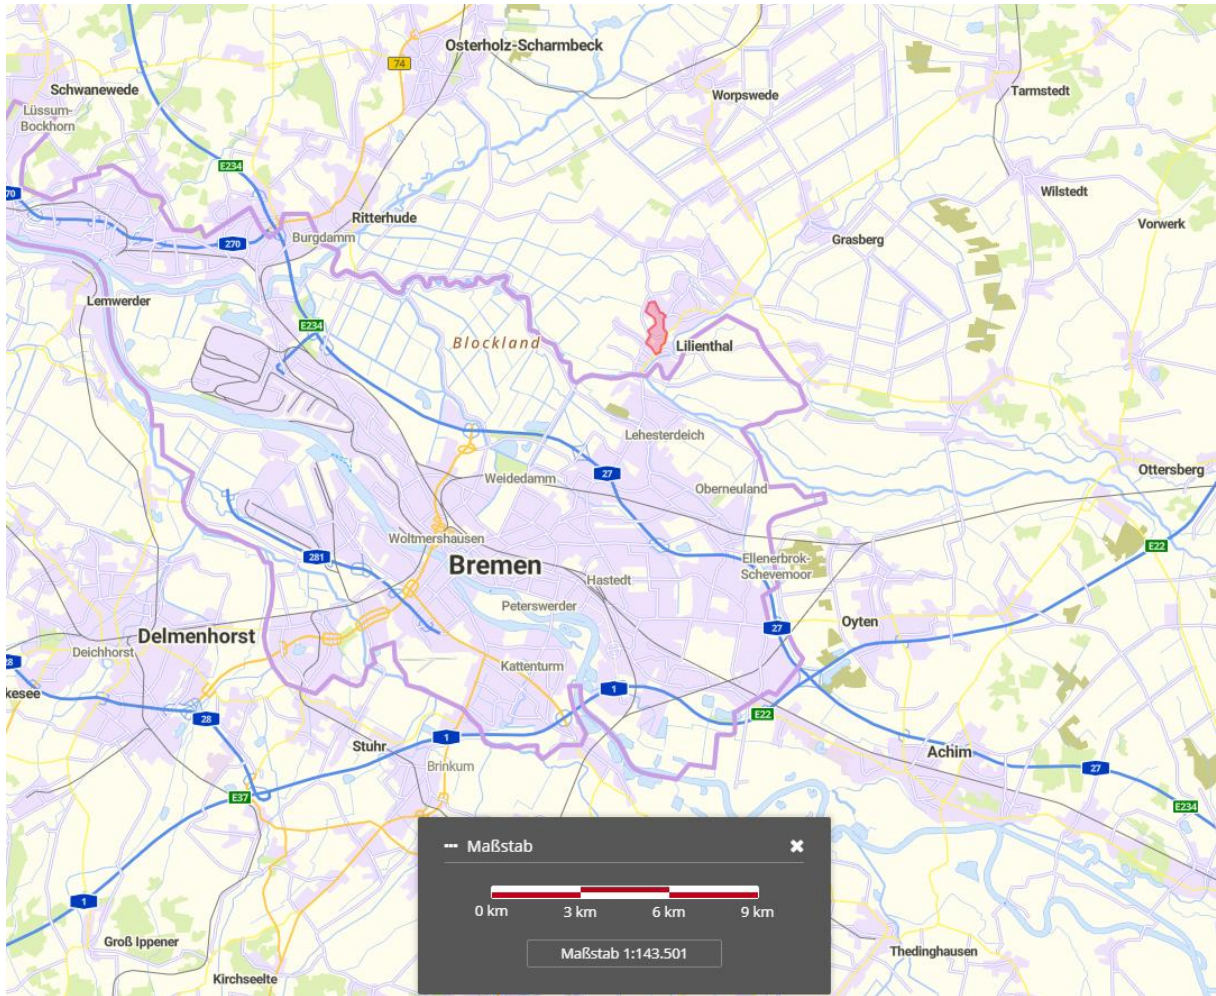 Osterholz-Scharmbeck
74
Schwanewede
Tarmstedt
Worpswede
Lüssum-
Bockhorn
E234
Wilstedt
70
Ritterhude
Vorwerk
Burgdamm
270
Grasberg
Lemwerder
E234
Blockland
Lilienthal
Lehesterdeich
27
Ottersberg
Weidedamm
Oberneuland
Woltmershausen
E22
281
Bremen
Ellenerbrok-
Schevemoor
Hastedt
Peterswerder
Oyten
27
Delmenhorst
Deichhorst
28
Kattenturm
kesee
1
28
E22
1
Stuhr
Achim
Brinkum
27
E37
E234
Maßstab
1
0 km 3 km 6 km 9 km
Groß Ippener
Maßstab 1:143.501
Thedinghausen
Kirchseelte